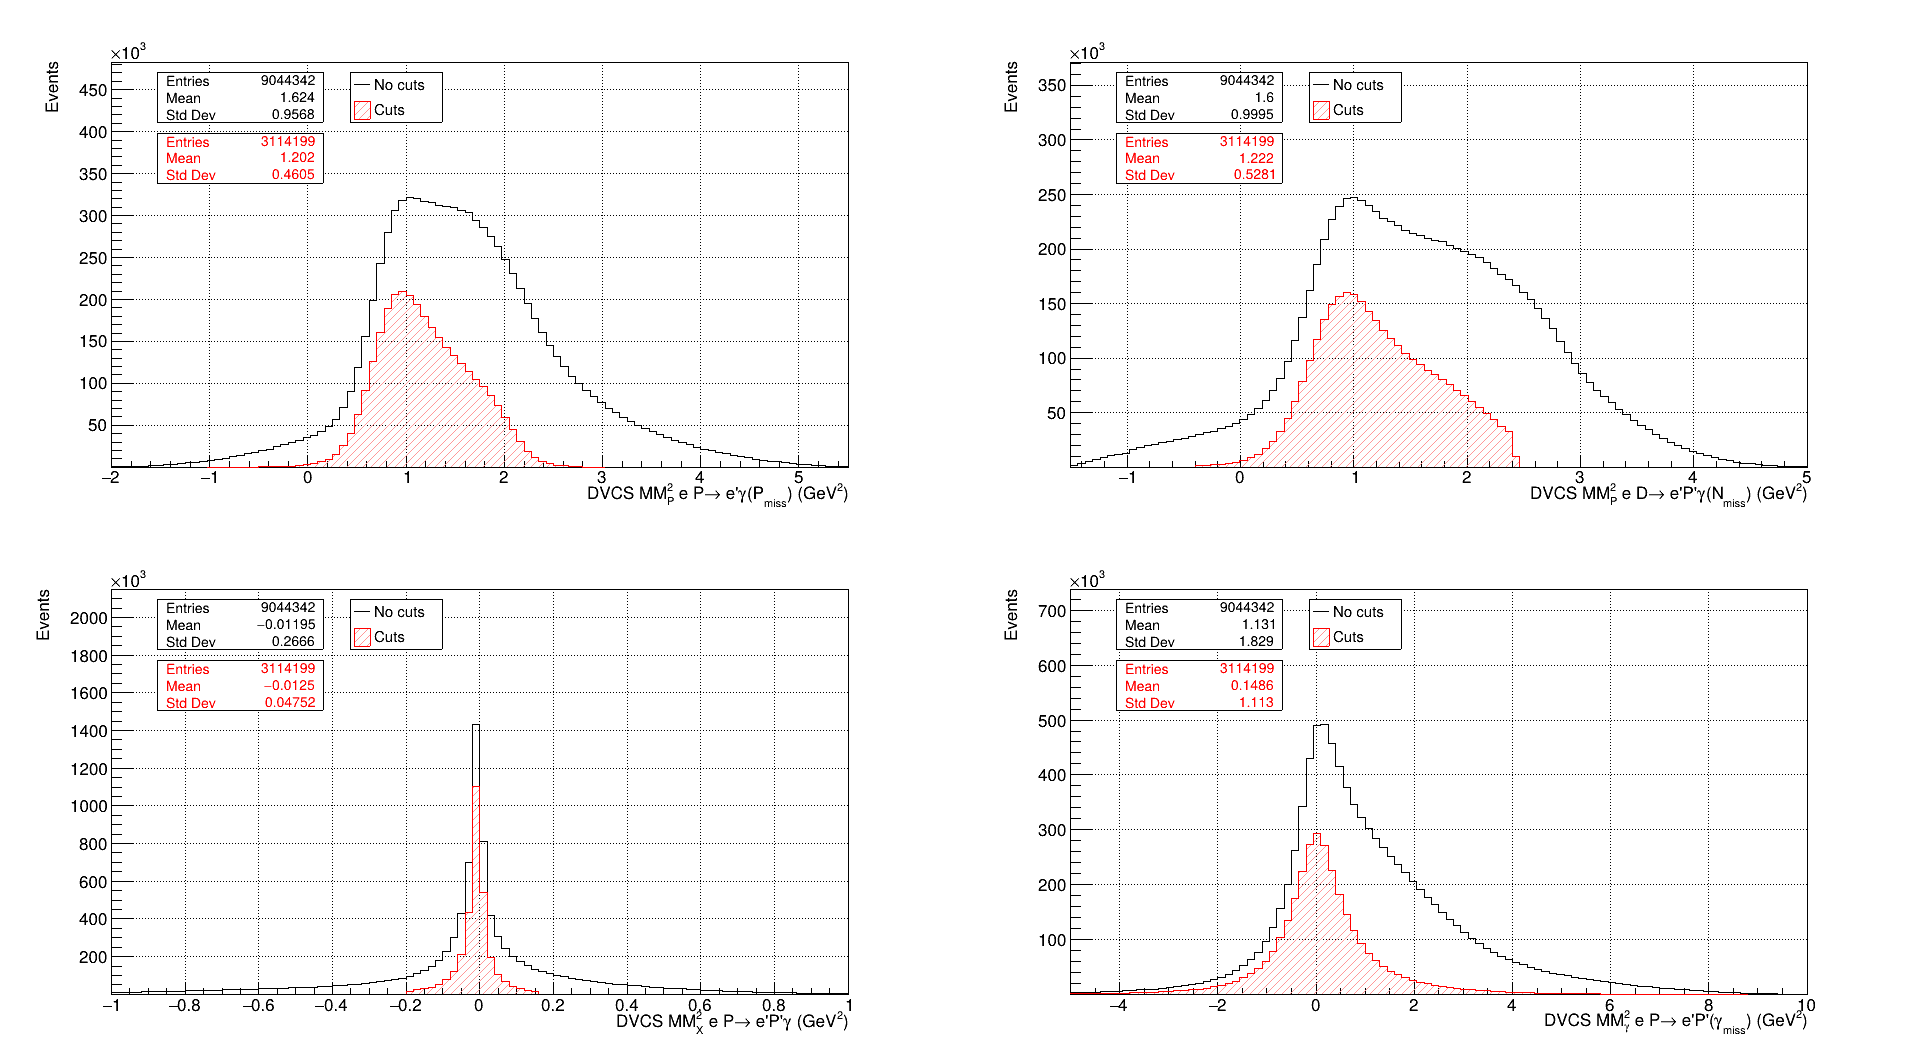 ×10³
Events
Entries 9044342
Mean 1.624
Std Dev 0.9568
Entries 3114199
Mean 1.202
Std Dev 0.4605
No cuts
Cuts
450
400
350
300
250
200
150
100
50
−2 −1 0 1 2 3 4 5
DVCS MM²_P e P→ e'γ(P_miss) (GeV²)
×10³
Events
Entries 9044342
Mean 1.6
Std Dev 0.9995
Entries 3114199
Mean 1.222
Std Dev 0.5281
No cuts
Cuts
350
300
250
200
150
100
50
−1 0 1 2 3 4 5
DVCS MM²_P e D→ e'P'γ(N_miss) (GeV²)
×10³
Events
Entries 9044342
Mean −0.01195
Std Dev 0.2666
Entries 3114199
Mean −0.0125
Std Dev 0.04752
No cuts
Cuts
2000
1800
1600
1400
1200
1000
800
600
400
200
−1 −0.8 −0.6 −0.4 −0.2 0 0.2 0.4 0.6 0.8 1
DVCS MM²_X e P→ e'P'γ (GeV²)
×10³
Events
Entries 9044342
Mean 1.131
Std Dev 1.829
Entries 3114199
Mean 0.1486
Std Dev 1.113
No cuts
Cuts
700
600
500
400
300
200
100
−4 −2 0 2 4 6 8 10
DVCS MM²_γ e P→ e'P'(γ_miss) (GeV²)